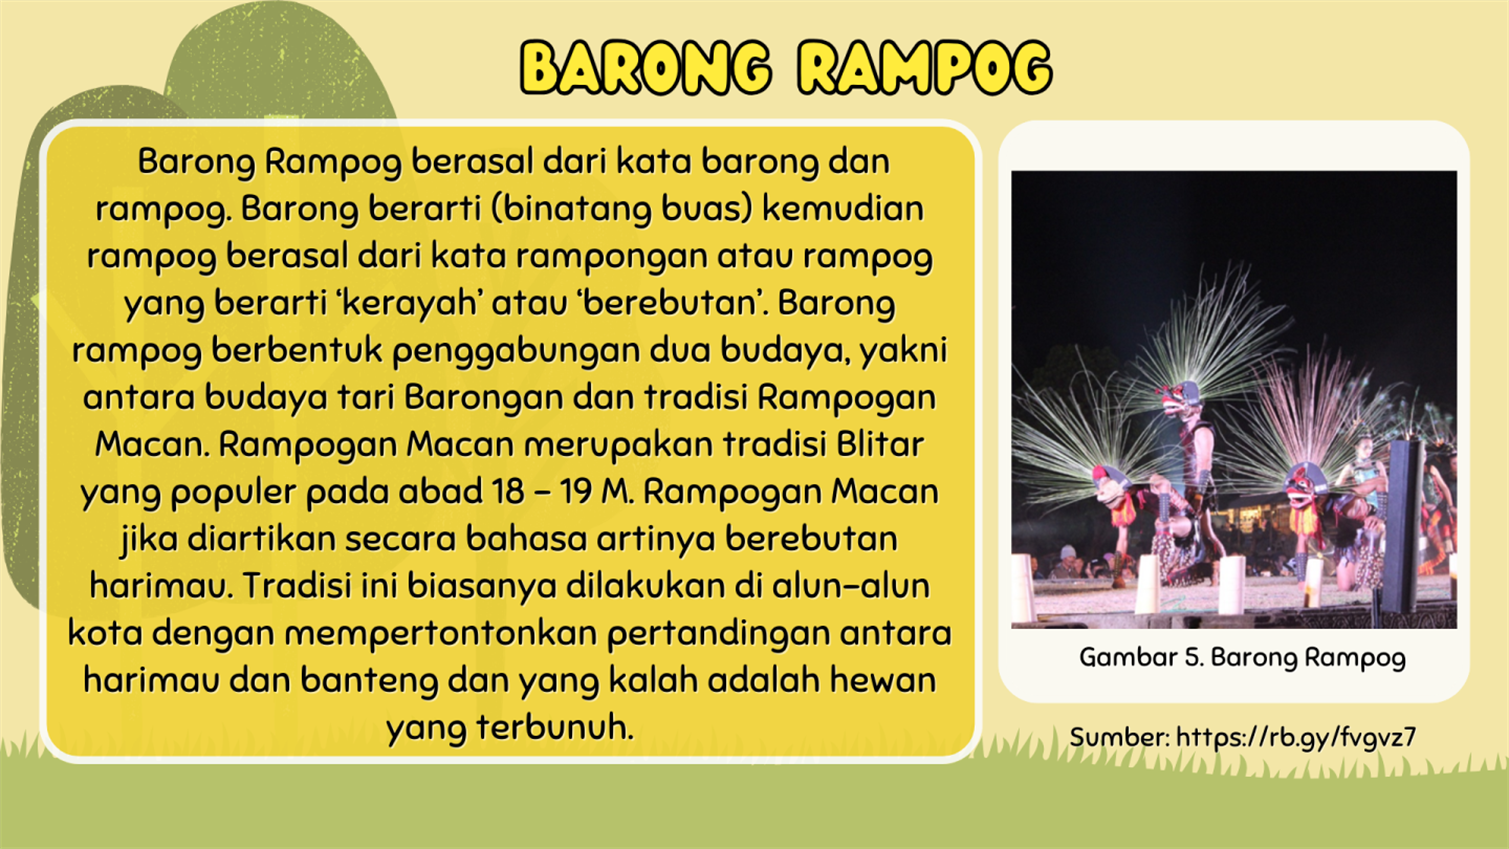 BARONG RAMPOG
Barong Rampog berasal dari kata barong dan
rampog. Barong berarti (binatang buas) kemudian
rampog berasal dari kata rampongan atau rampog
yang berarti ‘kerayah’ atau ‘berebutan’. Barong
rampog berbentuk penggabungan dua budaya, yakni
antara budaya tari Barongan dan tradisi Rampogan
Macan. Rampogan Macan merupakan tradisi Blitar
yang populer pada abad 18 – 19 M. Rampogan Macan
jika diartikan secara bahasa artinya berebutan
harimau. Tradisi ini biasanya dilakukan di alun-alun
kota dengan mempertontonkan pertandingan antara
harimau dan banteng dan yang kalah adalah hewan
yang terbunuh.
Gambar 5. Barong Rampog
Sumber: https://rb.gy/fvgvz7